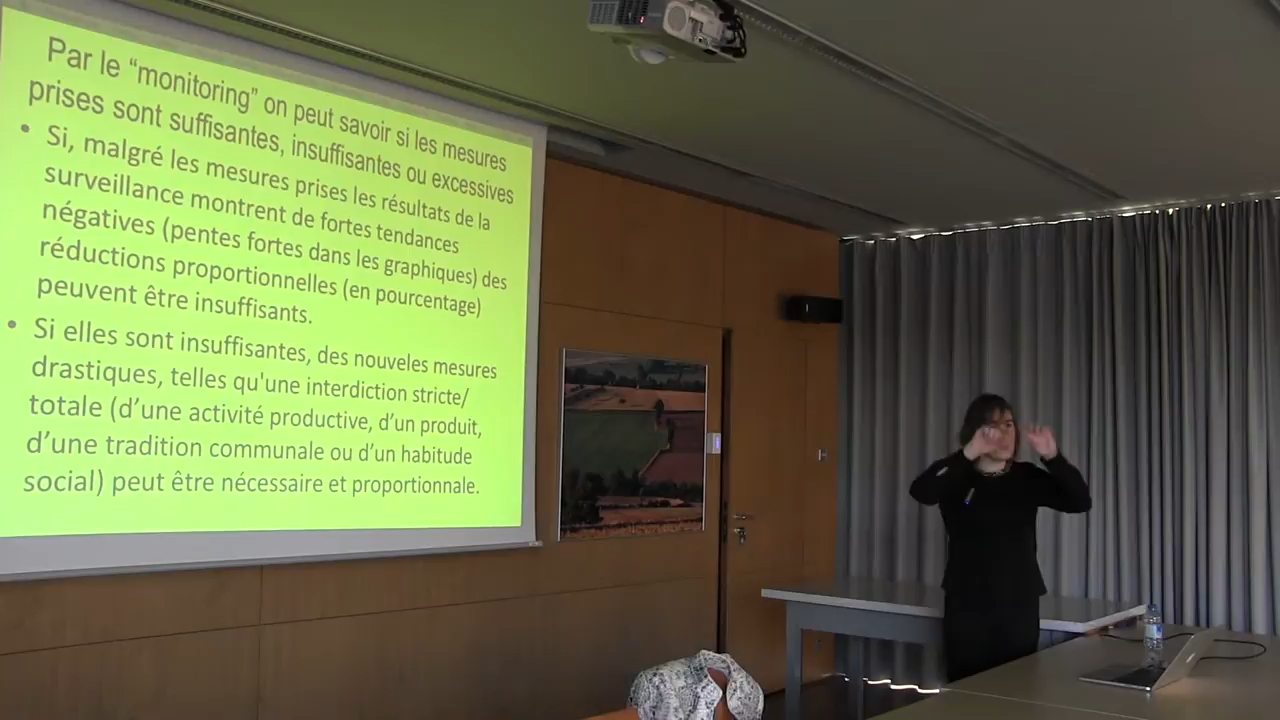 Par le “monitoring” on peut savoir si les mesures
prises sont suffisantes, insuffisantes ou excessives
• Si, malgré les mesures prises les résultats de la
surveillance montrent de fortes tendances
négatives (pentes fortes dans les graphiques) des
réductions proportionnelles (en pourcentage)
peuvent être insuffisants.
• Si elles sont insuffisantes, des nouveles mesures
drastiques, telles qu'une interdiction stricte/
totale (d’une activité productive, d’un produit,
d’une tradition communale ou d’un habitude
social) peut être nécessaire et proportionnale.